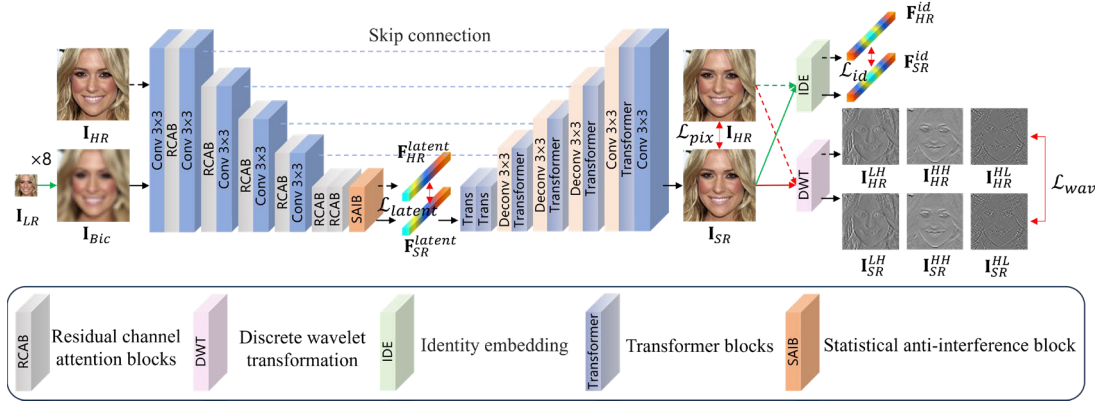 Skip connection
Conv 3×3
RCAB
Conv 3×3
RCAB
Conv 3×3
RCAB
Conv 3×3
RCAB
Conv 3×3
RCAB
RCAB
SAIB
Trans
Trans
Deconv 3×3
Transformer
Deconv 3×3
Transformer
Deconv 3×3
Transformer
Conv 3×3
Transformer
Conv 3×3
I_HR
×8
I_LR
I_Bic
F_HR^latent
L_latent
F_SR^latent
L_pix
I_HR
I_SR
IDE
DWT
F_HR^id
L_id
F_SR^id
I_HR^LH
I_HR^HH
I_HR^HL
L_wav
I_SR^LH
I_SR^HH
I_SR^HL
RCAB
Residual channel
attention blocks
DWT
Discrete wavelet
transformation
IDE
Identity embedding
Transformer
Transformer blocks
SAIB
Statistical anti-interference block